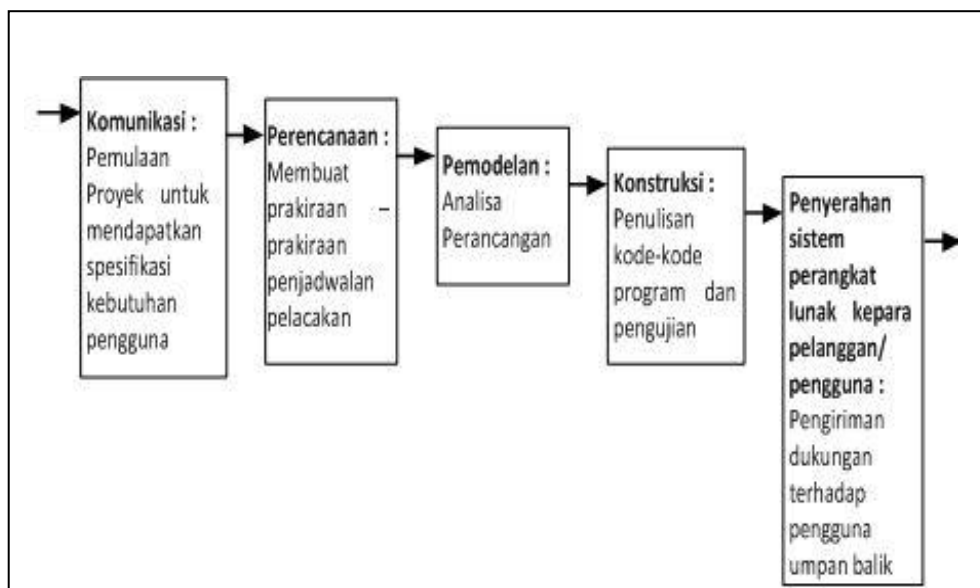 Komunikasi :
Pemulaan
Proyek untuk
mendapatkan
spesifikasi
kebutuhan
pengguna
Perencanaan :
Membuat
prakiraan –
prakiraan
penjadwalan
pelacakan
Pemodelan :
Analisa
Perancangan
Konstruksi :
Penulisan
kode-kode
program dan
pengujian
Penyerahan
sistem
perangkat
lunak kepara
pelanggan/
pengguna :
Pengiriman
dukungan
terhadap
pengguna
umpan balik